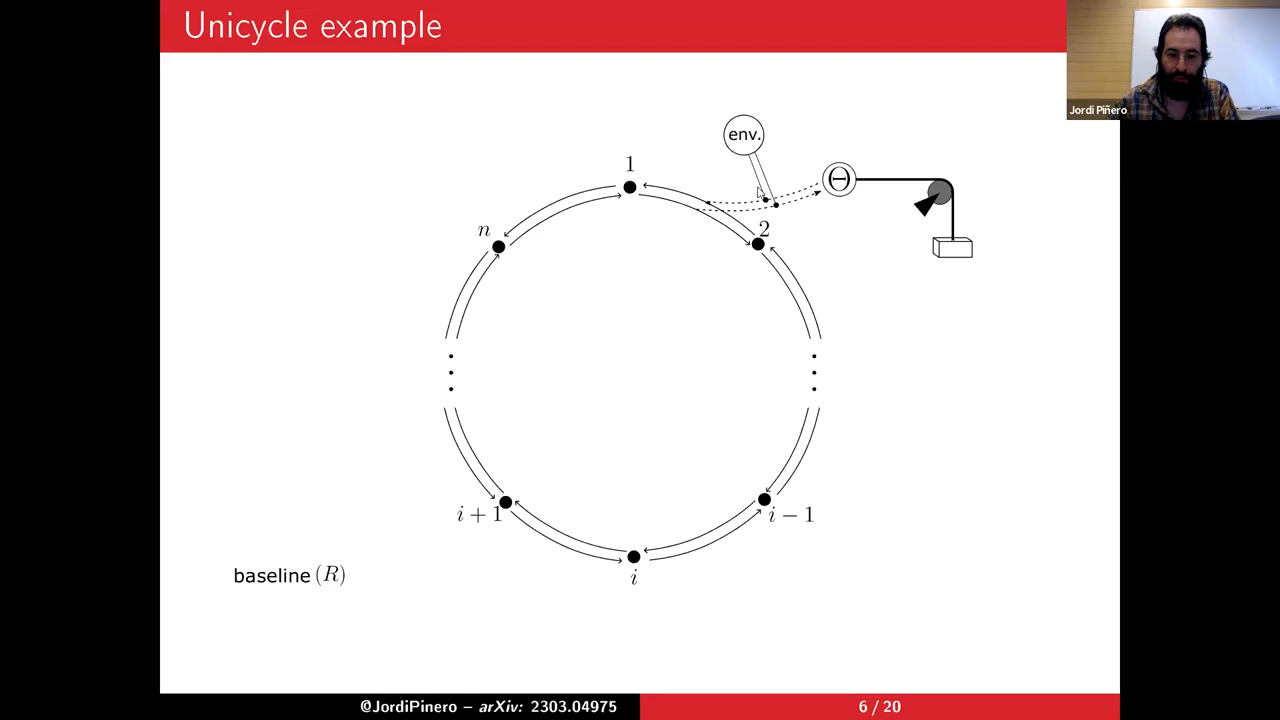 Unicycle example
Jordi Piñero
env.
1
Θ
2
n
i + 1
i − 1
i
baseline (R)
@JordiPinero – arXiv: 2303.04975
6 / 20